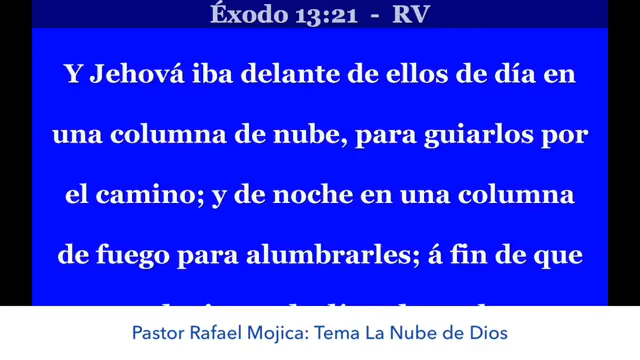 Éxodo 13:21 - RV
Y Jehová iba delante de ellos de día en
una columna de nube, para guiarlos por
el camino; y de noche en una columna
de fuego para alumbrarles; á fin de que
Pastor Rafael Mojica: Tema La Nube de Dios